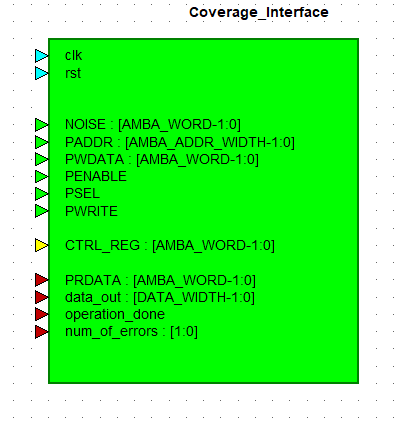 Coverage_Interface
clk
rst
NOISE : [AMBA_WORD-1:0]
PADDR : [AMBA_ADDR_WIDTH-1:0]
PWDATA : [AMBA_WORD-1:0]
PENABLE
PSEL
PWRITE
CTRL_REG : [AMBA_WORD-1:0]
PRDATA : [AMBA_WORD-1:0]
data_out : [DATA_WIDTH-1:0]
operation_done
num_of_errors : [1:0]